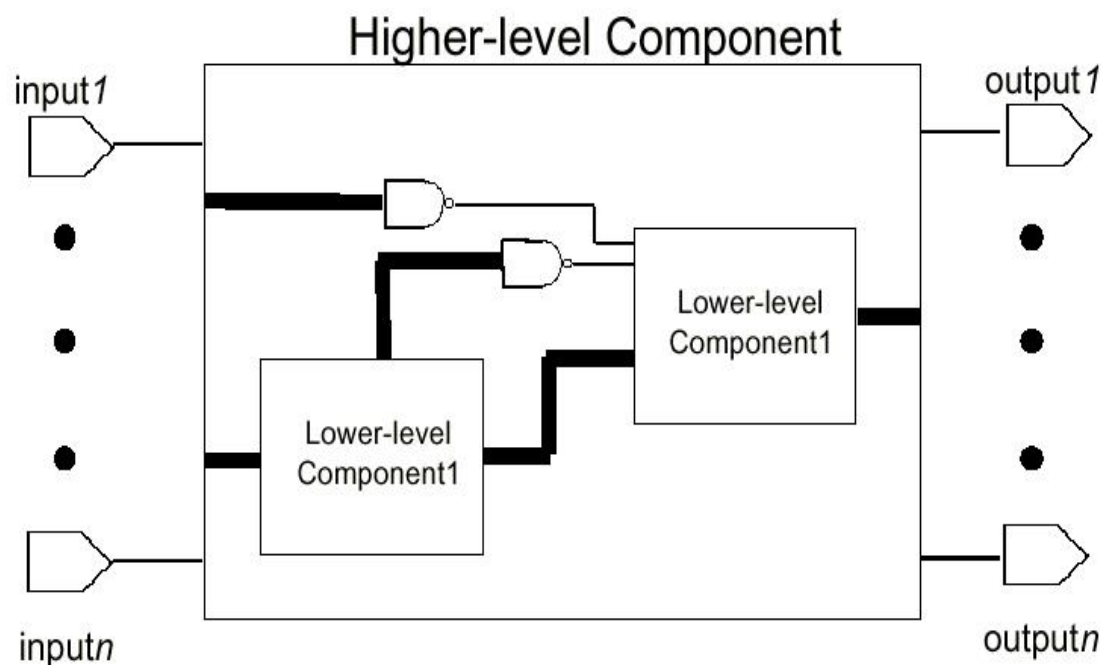 Higher-level Component
input1
output1
Lower-level
Component1
Lower-level
Component1
inputn
outputn